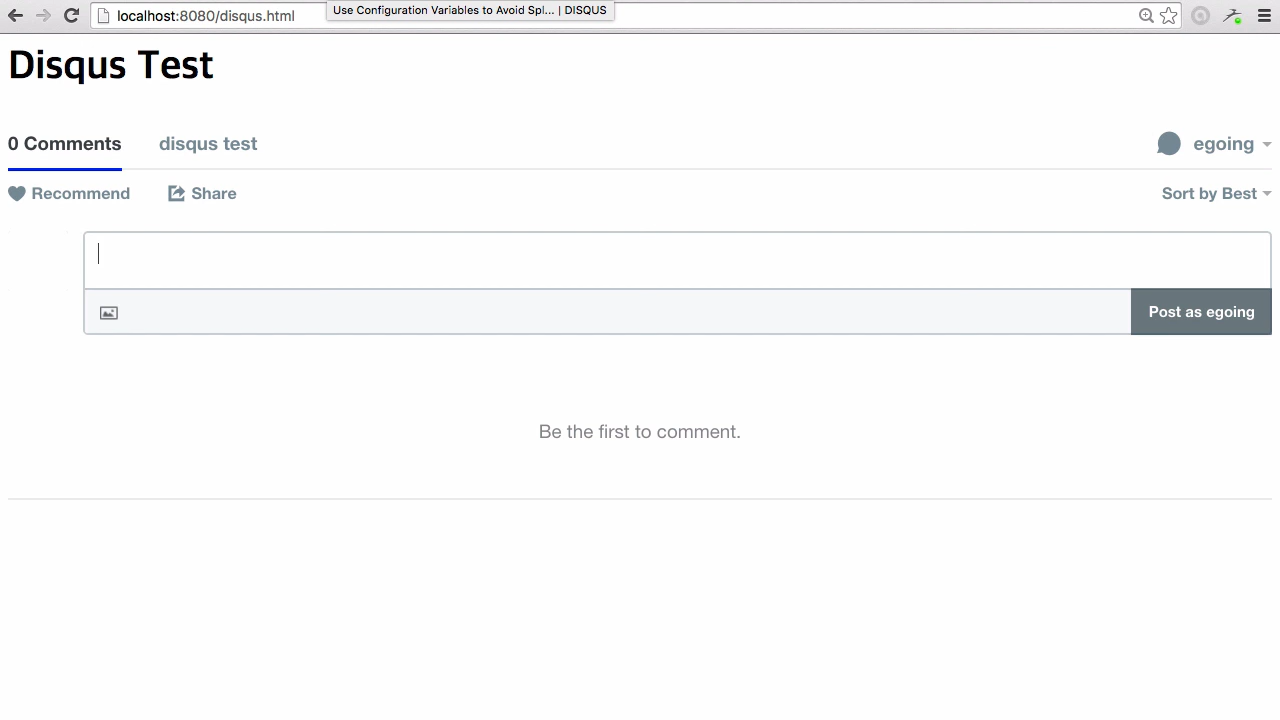 Use Configuration Variables to Avoid Spl... | DISQUS
localhost:8080/disqus.html
Disqus Test
0 Comments disqus test egoing
Recommend Share Sort by Best
Post as egoing
Be the first to comment.